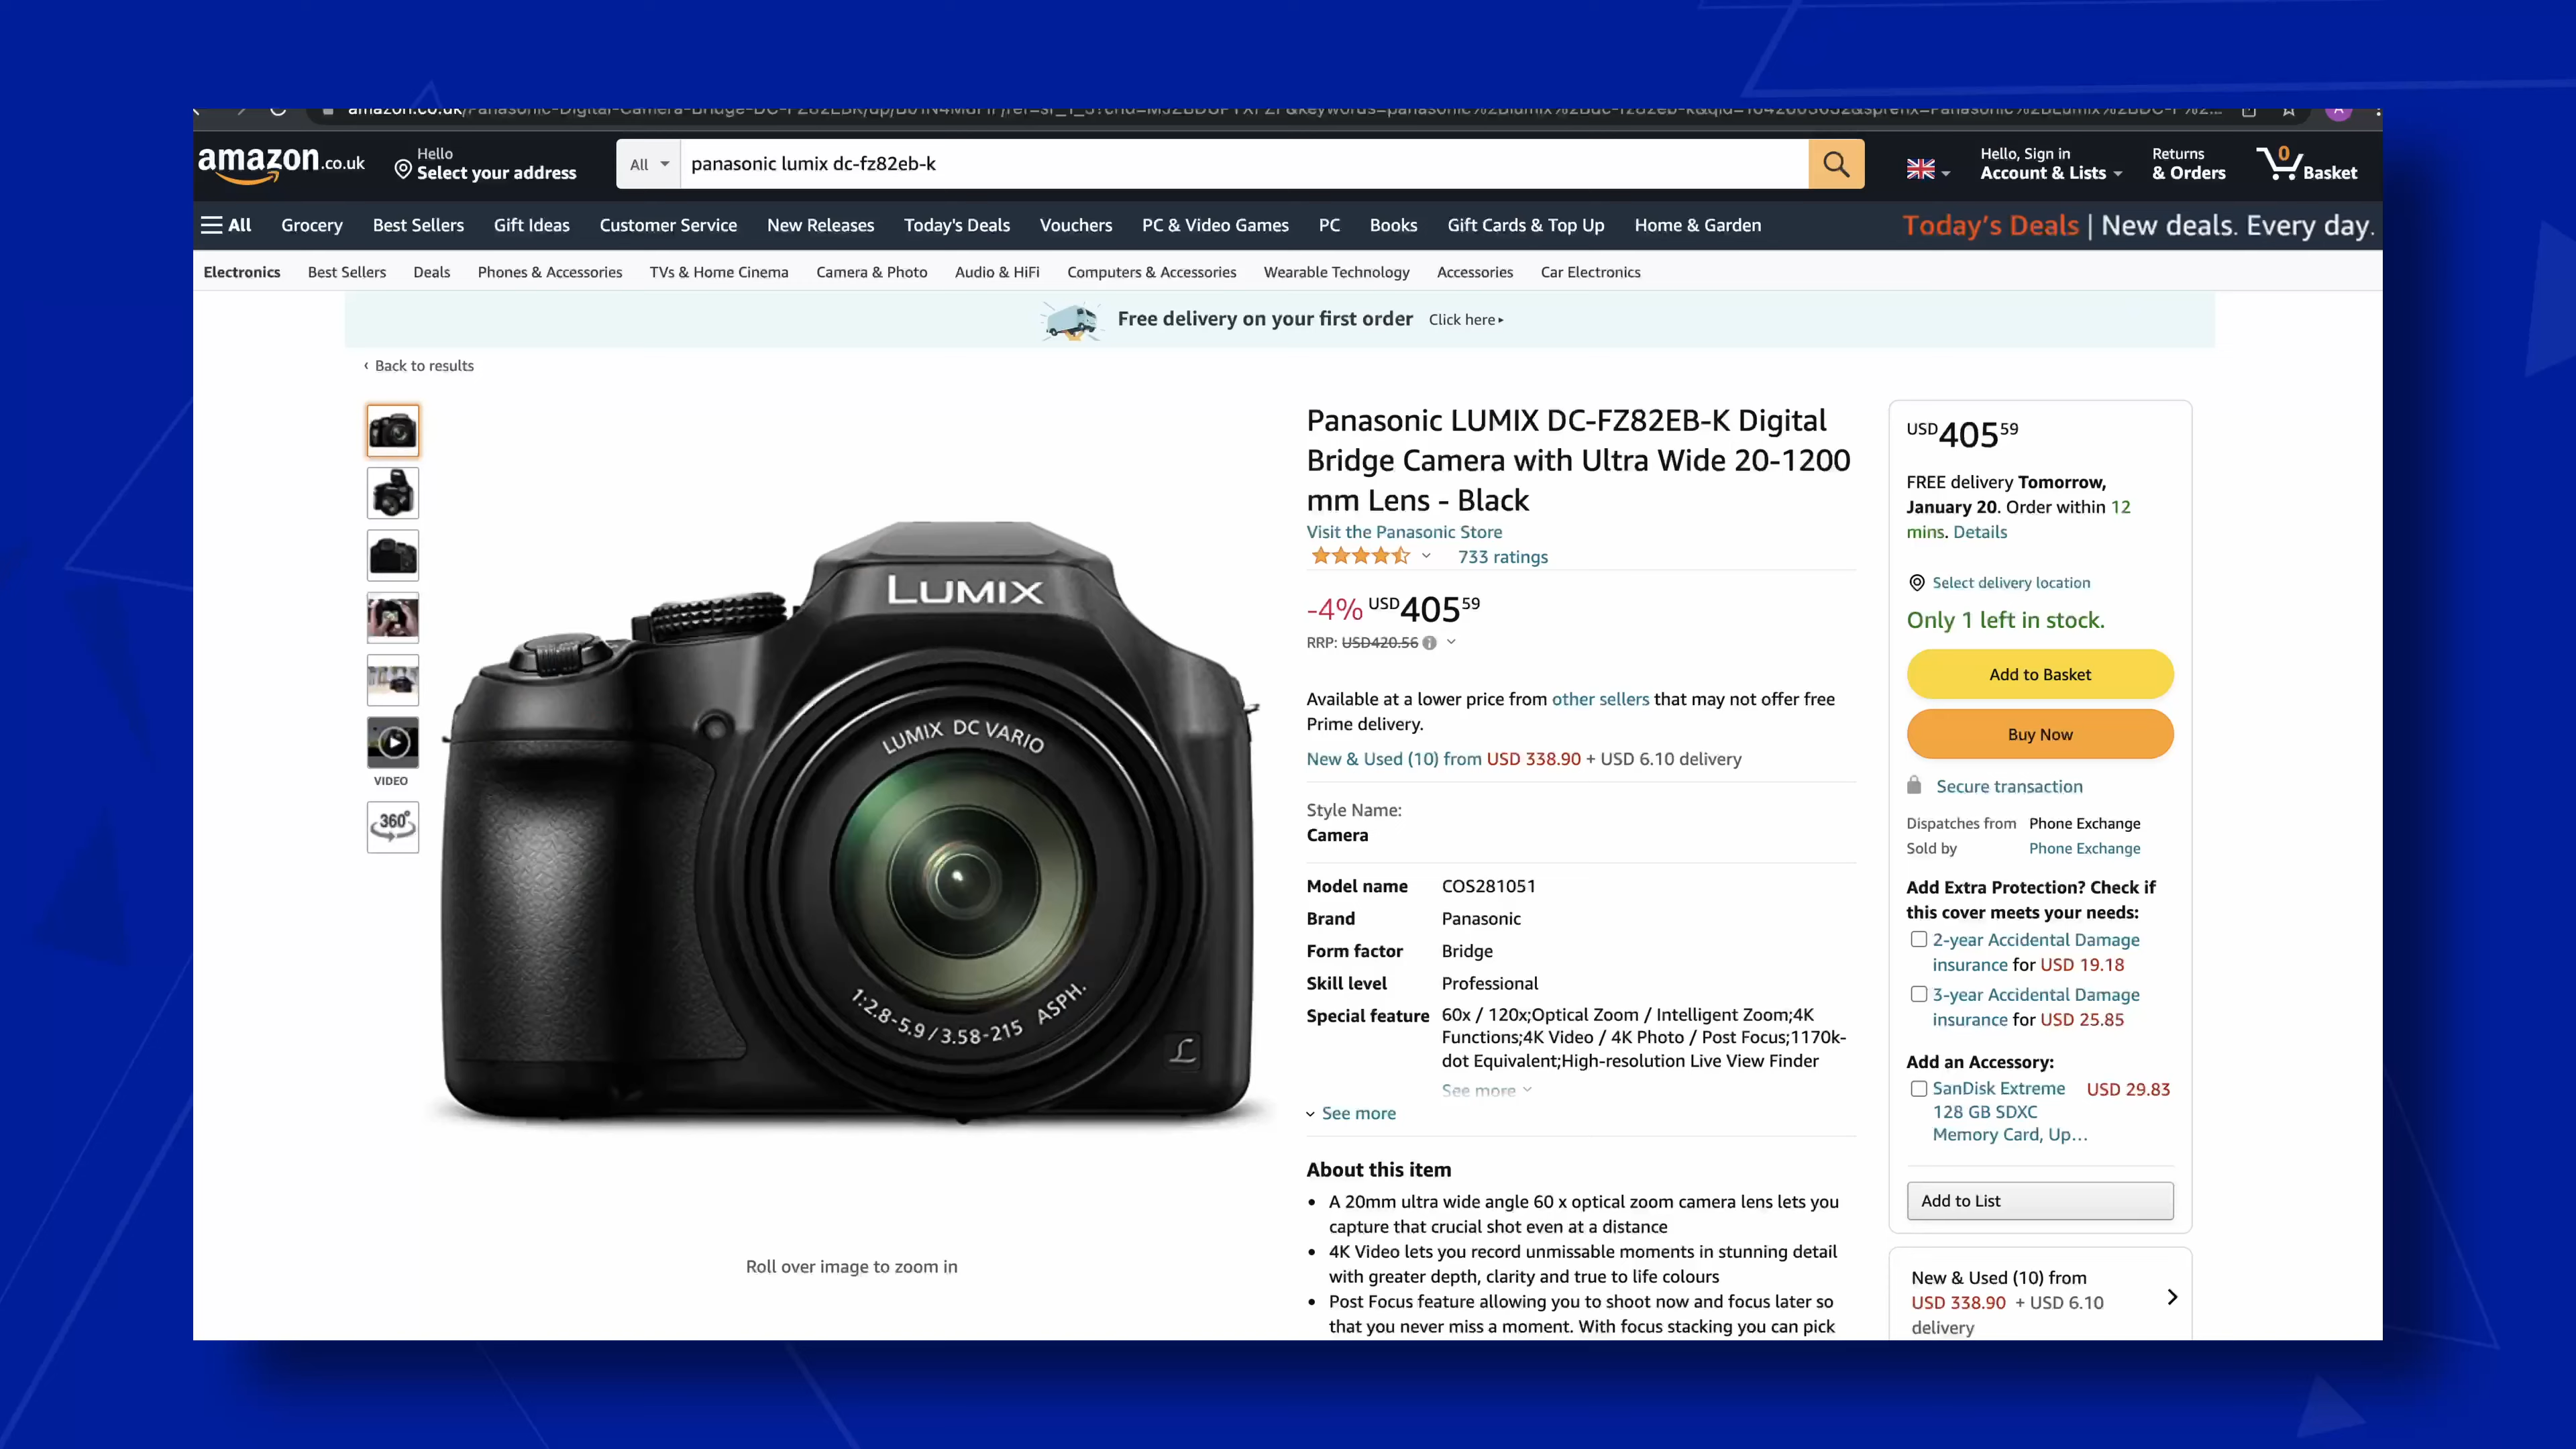 amazon.co.uk
Hello
Select your address
All
panasonic lumix dc-fz82eb-k
Hello, Sign in
Account & Lists
Returns
& Orders
0
Basket
All Grocery Best Sellers Gift Ideas Customer Service New Releases Today's Deals Vouchers PC & Video Games PC Books Gift Cards & Top Up Home & Garden
Today's Deals | New deals. Every day.
Electronics Best Sellers Deals Phones & Accessories TVs & Home Cinema Camera & Photo Audio & HiFi Computers & Accessories Wearable Technology Accessories Car Electronics
Free delivery on your first order Click here
Back to results
VIDEO
360°
LUMIX
LUMIX DC VARIO
1:2.8-5.9 / 3.58-215 ASPH.
L
Roll over image to zoom in
Panasonic LUMIX DC-FZ82EB-K Digital
Bridge Camera with Ultra Wide 20-1200
mm Lens - Black
Visit the Panasonic Store
733 ratings
-4% USD405 59
RRP: USD420.56
Available at a lower price from other sellers that may not offer free
Prime delivery.
New & Used (10) from USD 338.90 + USD 6.10 delivery
Style Name:
Camera
Model name COS281051
Brand Panasonic
Form factor Bridge
Skill level Professional
Special feature 60x / 120x;Optical Zoom / Intelligent Zoom;4K
Functions;4K Video / 4K Photo / Post Focus;1170k-
dot Equivalent;High-resolution Live View Finder
See more
See more
About this item
• A 20mm ultra wide angle 60 x optical zoom camera lens lets you
capture that crucial shot even at a distance
• 4K Video lets you record unmissable moments in stunning detail
with greater depth, clarity and true to life colours
• Post Focus feature allowing you to shoot now and focus later so
that you never miss a moment. With focus stacking you can pick
USD405 59
FREE delivery Tomorrow,
January 20. Order within 12
mins. Details
Select delivery location
Only 1 left in stock.
Add to Basket
Buy Now
Secure transaction
Dispatches from Phone Exchange
Sold by Phone Exchange
Add Extra Protection? Check if
this cover meets your needs:
2-year Accidental Damage
insurance for USD 19.18
3-year Accidental Damage
insurance for USD 25.85
Add an Accessory:
SanDisk Extreme USD 29.83
128 GB SDXC
Memory Card, Up…
Add to List
New & Used (10) from
USD 338.90 + USD 6.10
delivery